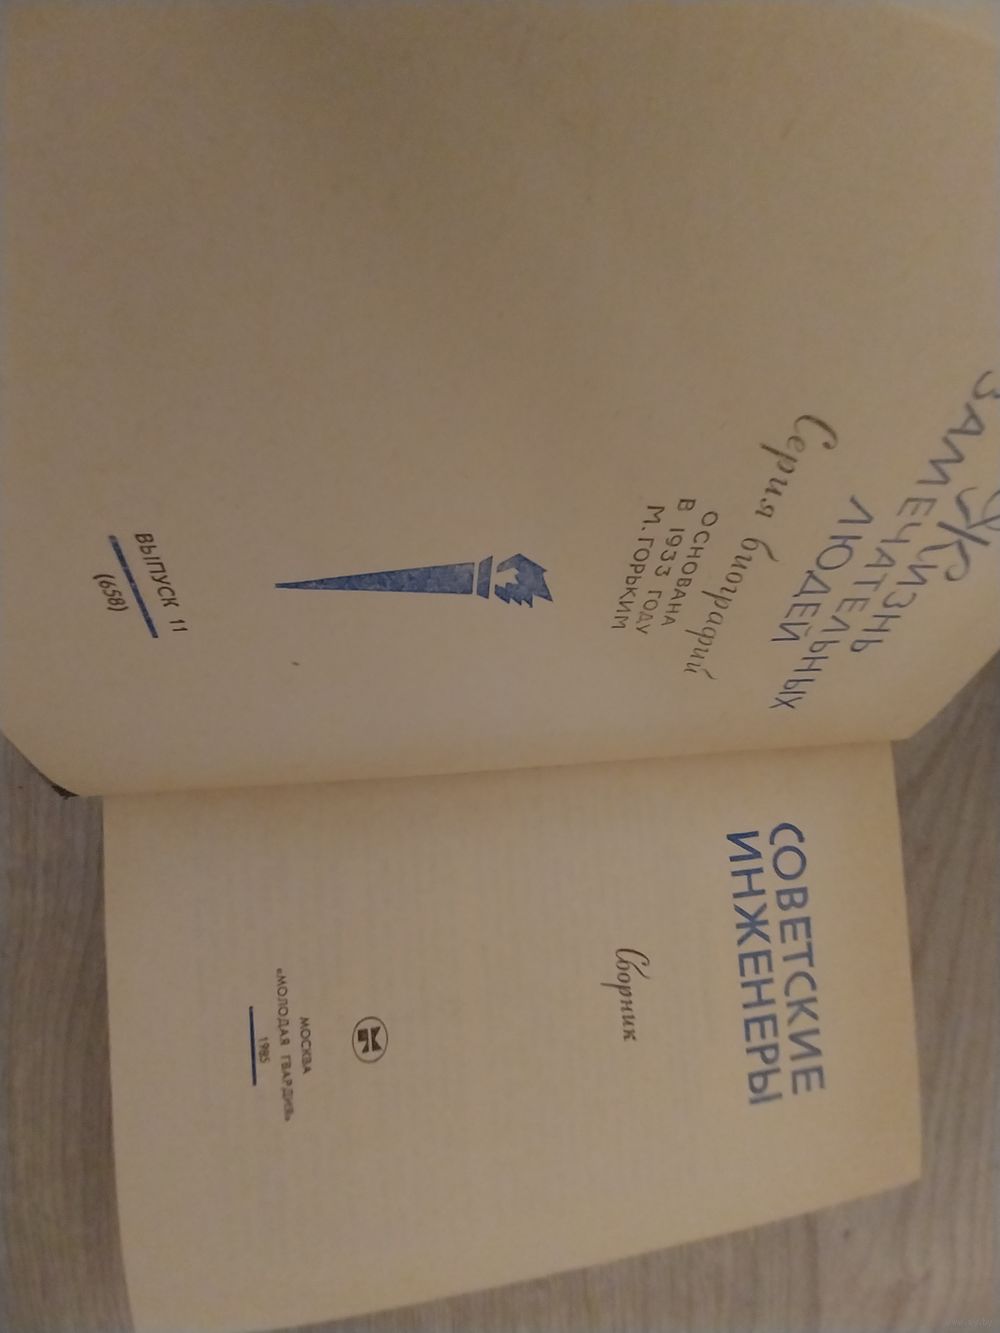 ЖИЗНЬ
ЗАМЕЧАТЕЛЬНЫХ
ЛЮДЕЙ
Серия биографий
ОСНОВАНА
В 1933 ГОДУ
М. ГОРЬКИМ
ВЫПУСК 11
(658)
СОВЕТСКИЕ
ИНЖЕНЕРЫ
Сборник
МОСКВА
«МОЛОДАЯ ГВАРДИЯ»
1985